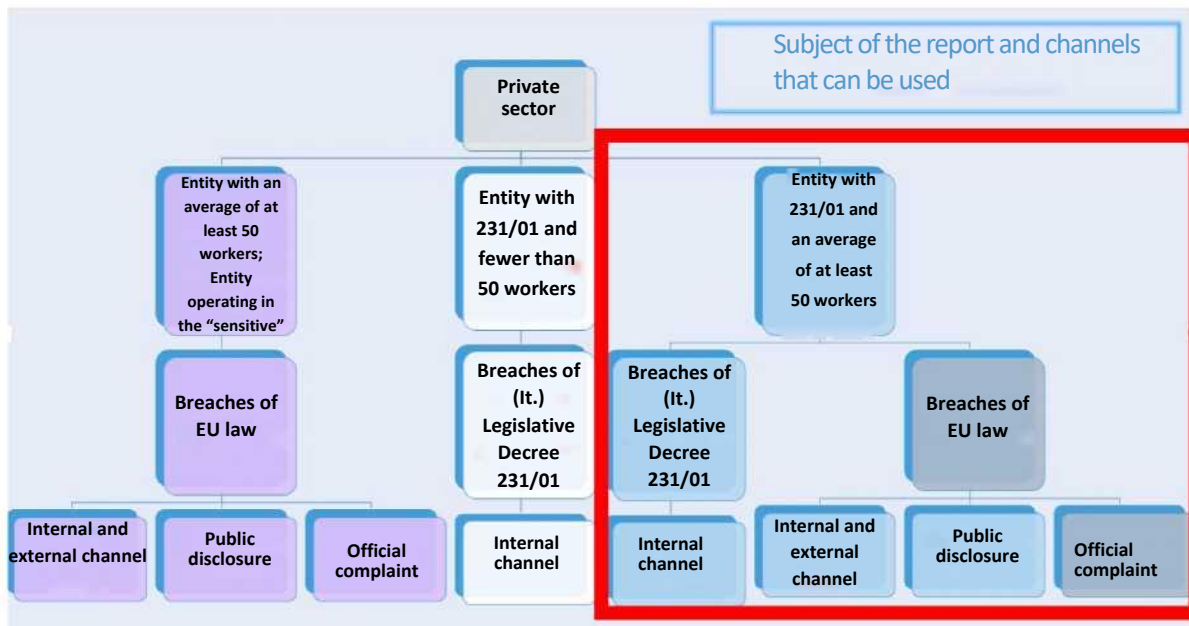 Subject of the report and channels
that can be used
Private
sector
Entity with an
average of at
least 50
workers;
Entity
operating in
the “sensitive”
Entity with
231/01 and
fewer than
50 workers
Entity with
231/01 and
an average
of at least
50 workers
Breaches of
EU law
Breaches of
(It.)
Legislative
Decree
231/01
Breaches of
(It.)
Legislative
Decree
231/01
Breaches of
EU law
Internal and
external channel
Public
disclosure
Official
complaint
Internal
channel
Internal
channel
Internal and
external
channel
Public
disclosure
Official
complaint